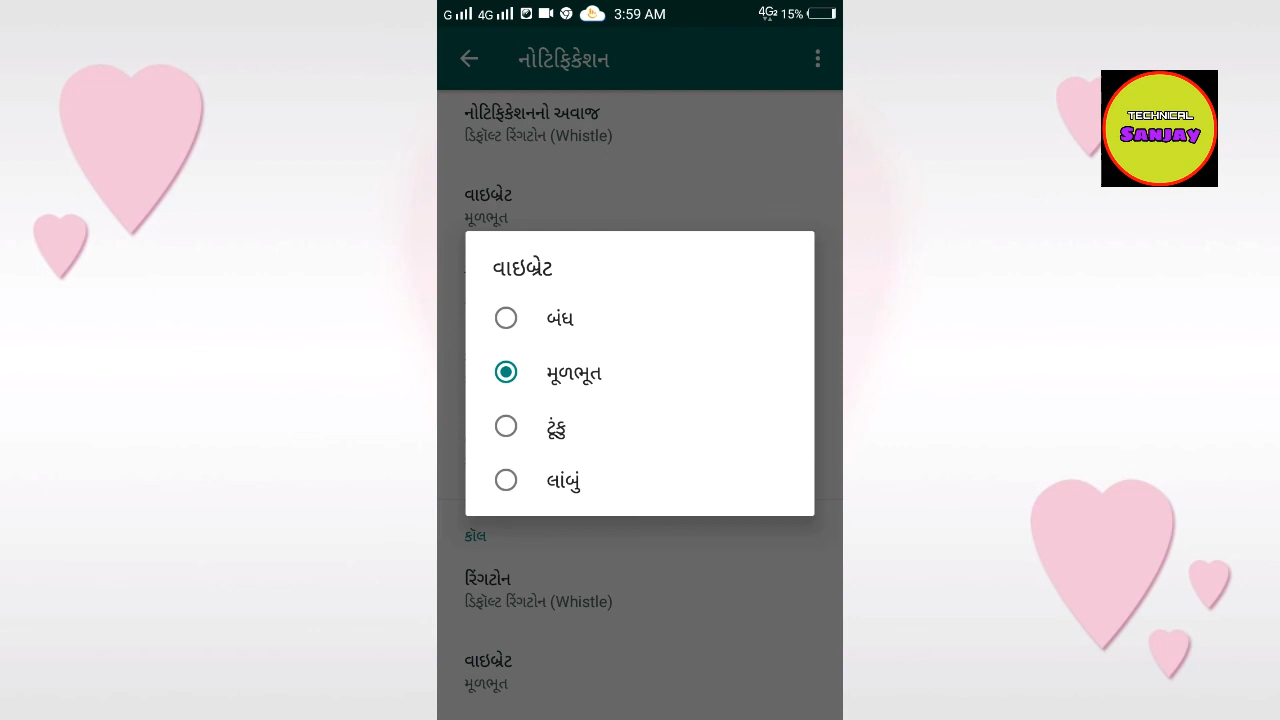 G 4G 3:59 AM 4G2 15%
નોટિફિકેશન
નોટિફિકેશનનો અવાજ
ડિફૉલ્ટ રિંગટોન (Whistle)
વાઇબ્રેટ
મૂળભૂત
વાઇબ્રેટ
બંધ
મૂળભૂત
ટૂંકુ
લાંબું
કૉલ
રિંગટોન
ડિફૉલ્ટ રિંગટોન (Whistle)
વાઇબ્રેટ
મૂળભૂત
TECHNICAL
SANJAY